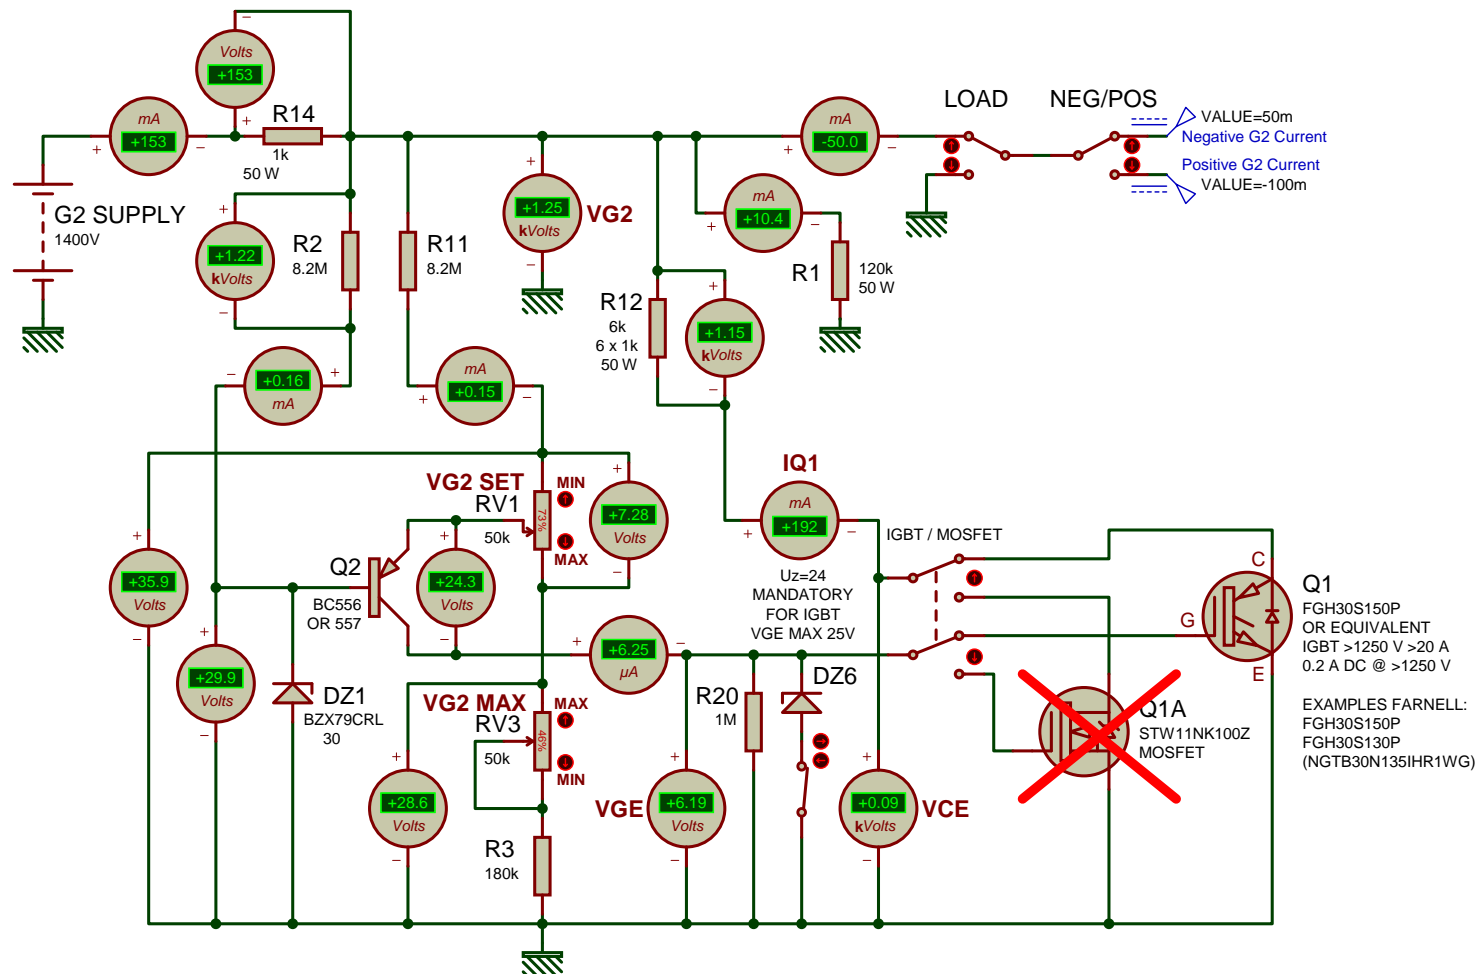 Volts
+153
mA
+153
+
−
+
−
R14
1k
50 W
G2 SUPPLY
1400V
+
+1.22
kVolts
−
R2
8.2M
R11
8.2M
+
+1.25
kVolts
−
VG2
mA
-50.0
+
−
LOAD
NEG/POS
VALUE=50m
Negative G2 Current
Positive G2 Current
VALUE=-100m
mA
+10.4
+
−
R1
120k
50 W
R12
6k
6 x 1k
50 W
+
+1.15
kVolts
−
−
+0.16
mA
+
mA
+0.15
+
−
VG2 SET
RV1
50k
73%
MIN
MAX
+
+7.28
Volts
−
IQ1
mA
+192
+
−
IGBT / MOSFET
Uz=24
MANDATORY
FOR IGBT
VGE MAX 25V
+
+35.9
Volts
−
Q2
BC556
OR 557
+
+24.3
Volts
−
+
+6.25
µA
−
+
+29.9
Volts
−
DZ1
BZX79CRL
30
VG2 MAX
RV3
50k
46%
MAX
MIN
+
+28.6
Volts
−
R3
180k
VGE
+
+6.19
Volts
−
R20
1M
DZ6
+
+0.09
kVolts
−
VCE
C
G
E
Q1
FGH30S150P
OR EQUIVALENT
IGBT >1250 V >20 A
0.2 A DC @ >1250 V
EXAMPLES FARNELL:
FGH30S150P
FGH30S130P
(NGTB30N135IHR1WG)
Q1A
STW11NK100Z
MOSFET